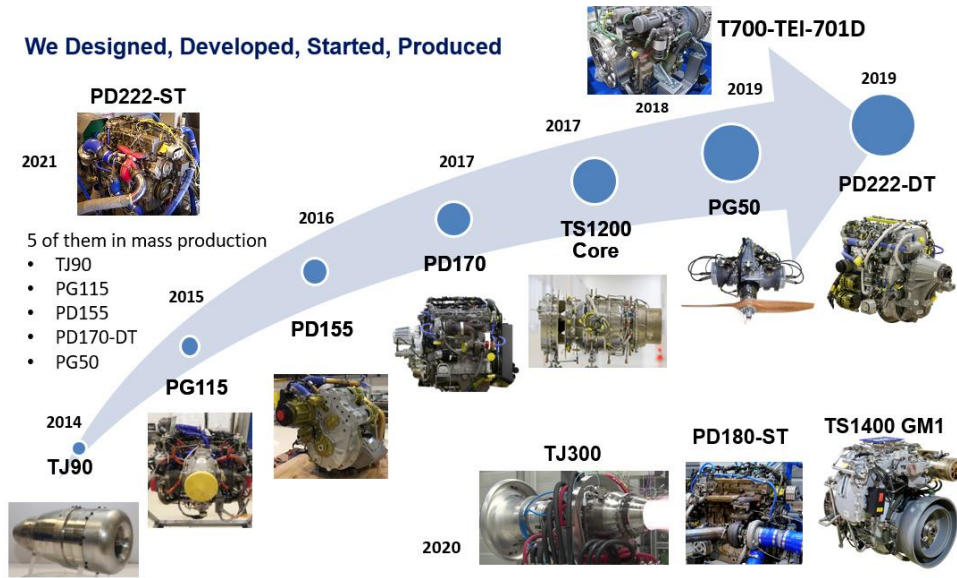 We Designed, Developed, Started, Produced
T700-TEI-701D
PD222-ST
2021
5 of them in mass production
• TJ90
• PG115
• PD155
• PD170-DT
• PG50
2014
TJ90
2015
PG115
2016
PD155
2017
PD170
2017
TS1200
Core
2018
2019
PG50
2019
PD222-DT
2020
TJ300
PD180-ST
TS1400 GM1